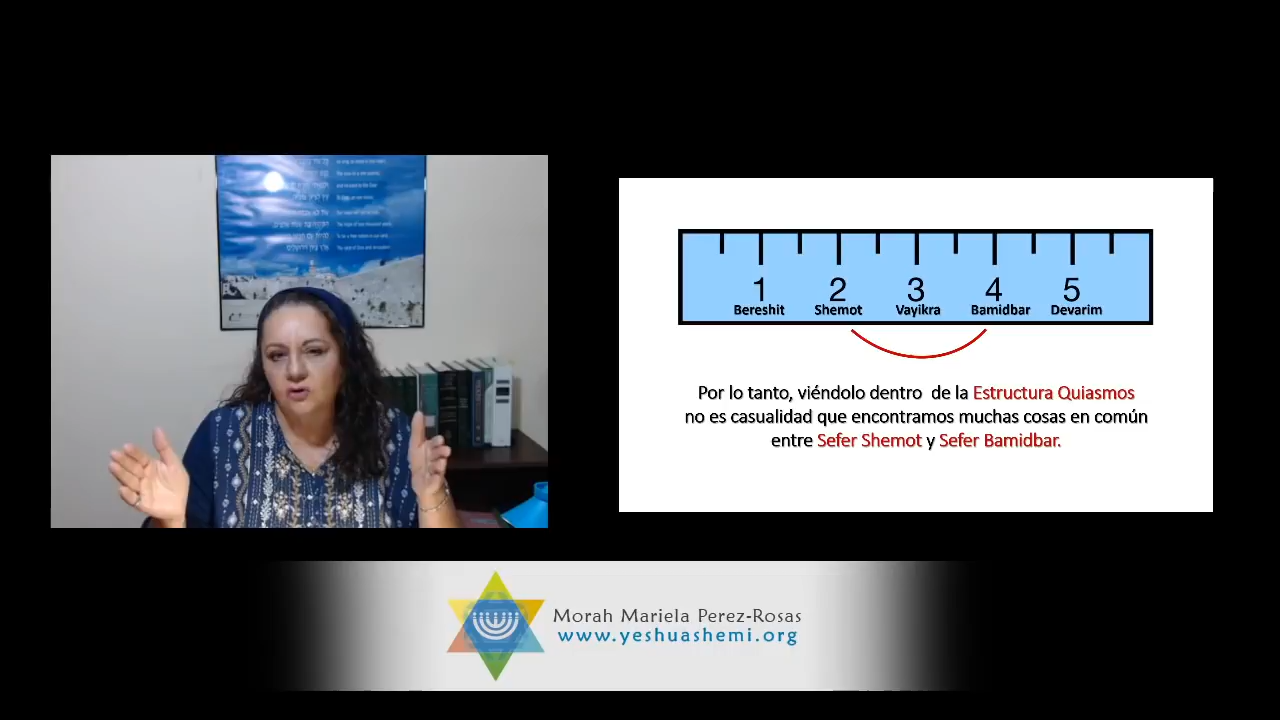 1 2 3 4 5
Bereshit Shemot Vayikra Bamidbar Devarim
Por lo tanto, viéndolo dentro de la Estructura Quiasmos
no es casualidad que encontramos muchas cosas en común
entre Sefer Shemot y Sefer Bamidbar.
Morah Mariela Perez-Rosas
www.yeshuashemi.org